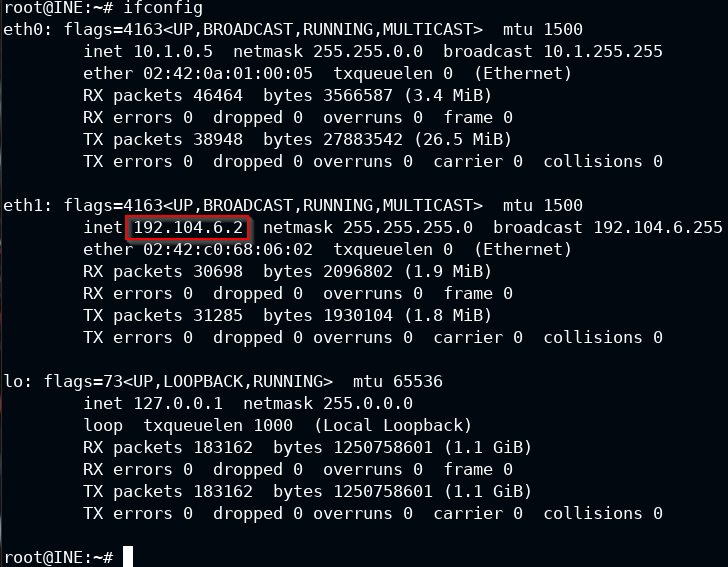 root@INE:~# ifconfig
eth0: flags=4163<UP,BROADCAST,RUNNING,MULTICAST>  mtu 1500
        inet 10.1.0.5  netmask 255.255.0.0  broadcast 10.1.255.255
        ether 02:42:0a:01:00:05  txqueuelen 0  (Ethernet)
        RX packets 46464  bytes 3566587 (3.4 MiB)
        RX errors 0  dropped 0  overruns 0  frame 0
        TX packets 38948  bytes 27883542 (26.5 MiB)
        TX errors 0  dropped 0 overruns 0  carrier 0  collisions 0

eth1: flags=4163<UP,BROADCAST,RUNNING,MULTICAST>  mtu 1500
        inet 192.104.6.2  netmask 255.255.255.0  broadcast 192.104.6.255
        ether 02:42:c0:68:06:02  txqueuelen 0  (Ethernet)
        RX packets 30698  bytes 2096802 (1.9 MiB)
        RX errors 0  dropped 0  overruns 0  frame 0
        TX packets 31285  bytes 1930104 (1.8 MiB)
        TX errors 0  dropped 0 overruns 0  carrier 0  collisions 0

lo: flags=73<UP,LOOPBACK,RUNNING>  mtu 65536
        inet 127.0.0.1  netmask 255.0.0.0
        loop  txqueuelen 1000  (Local Loopback)
        RX packets 183162  bytes 1250758601 (1.1 GiB)
        RX errors 0  dropped 0  overruns 0  frame 0
        TX packets 183162  bytes 1250758601 (1.1 GiB)
        TX errors 0  dropped 0 overruns 0  carrier 0  collisions 0

root@INE:~#